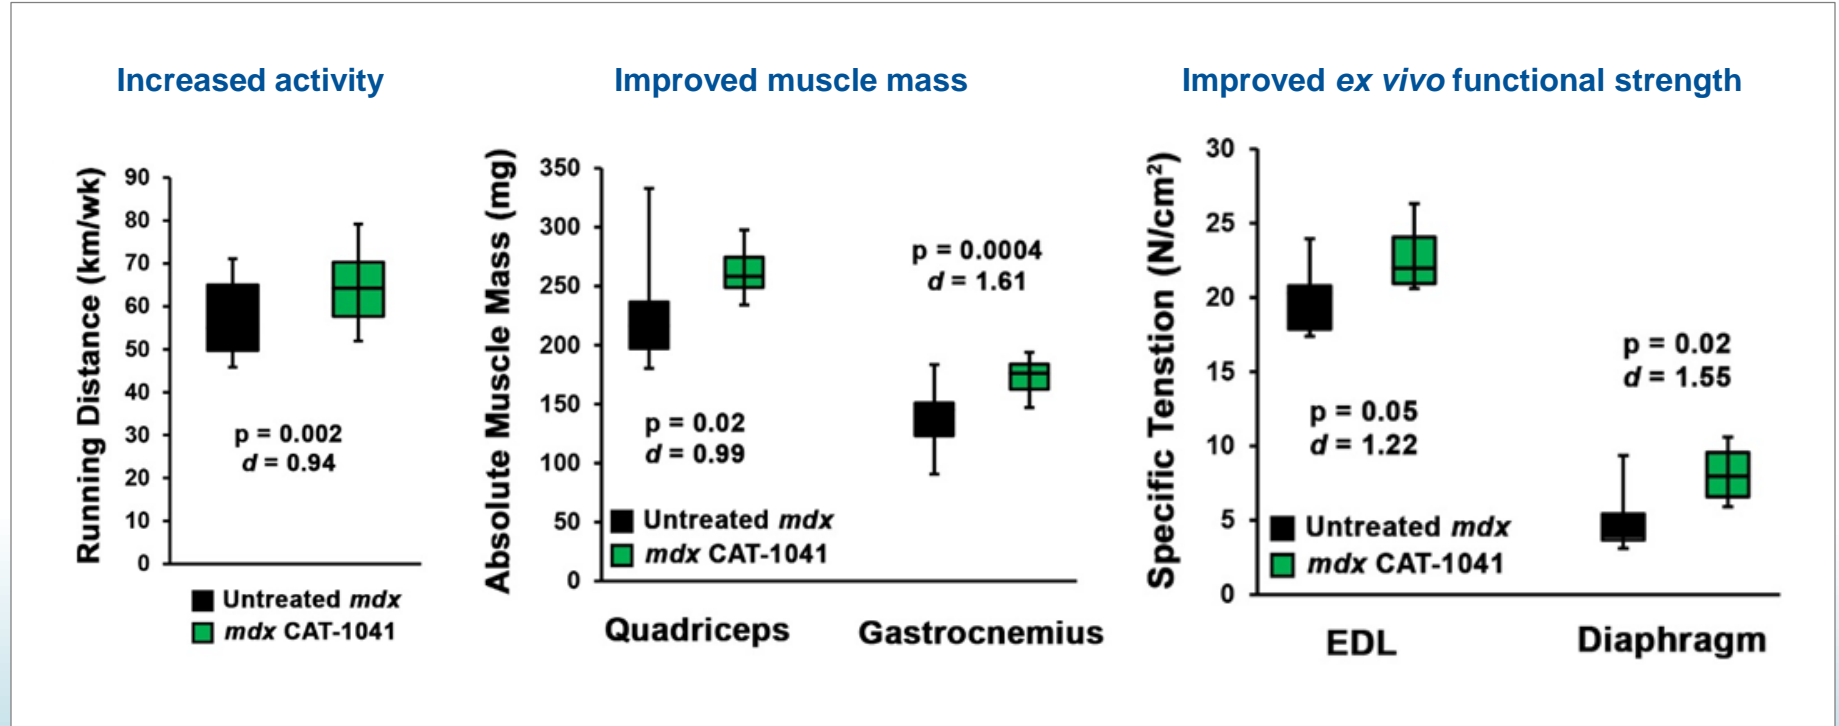 Increased activity
Running Distance (km/wk)
90
80
70
60
50
40
30
20
10
0
p = 0.002
d = 0.94
Untreated mdx
mdx CAT-1041
Improved muscle mass
Absolute Muscle Mass (mg)
350
300
250
200
150
100
50
0
p = 0.02
d = 0.99
p = 0.0004
d = 1.61
Untreated mdx
mdx CAT-1041
Quadriceps
Gastrocnemius
Improved ex vivo functional strength
Specific Tenstion (N/cm²)
30
25
20
15
10
5
0
p = 0.05
d = 1.22
p = 0.02
d = 1.55
Untreated mdx
mdx CAT-1041
EDL
Diaphragm